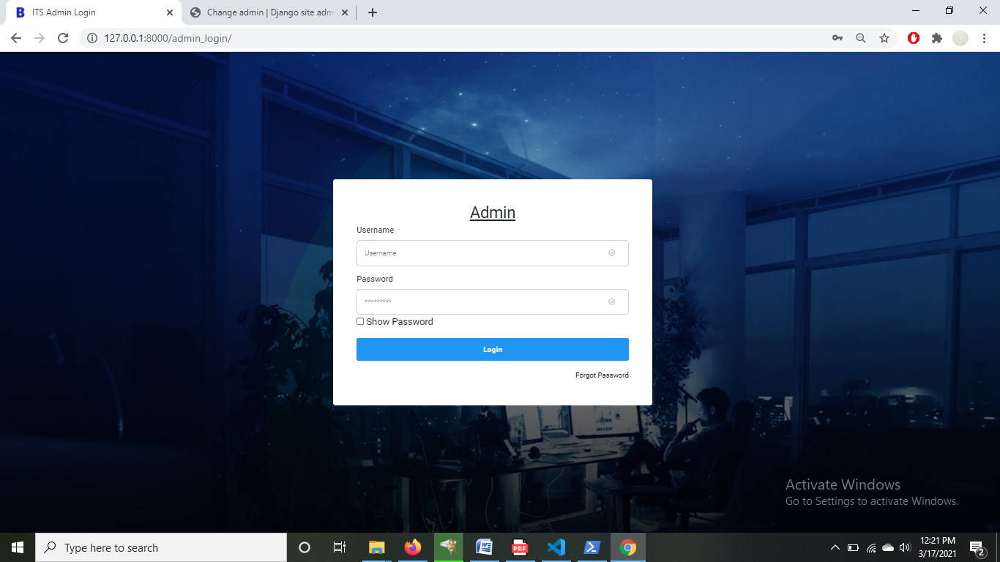 ITS Admin Login
Change admin | Django site adm
127.0.0.1:8000/admin_login/
Admin
Username
Username
Password
*********
Show Password
Login
Forgot Password
Activate Windows
Go to Settings to activate Windows.
Type here to search
PDF
12:21 PM
3/17/2021
2